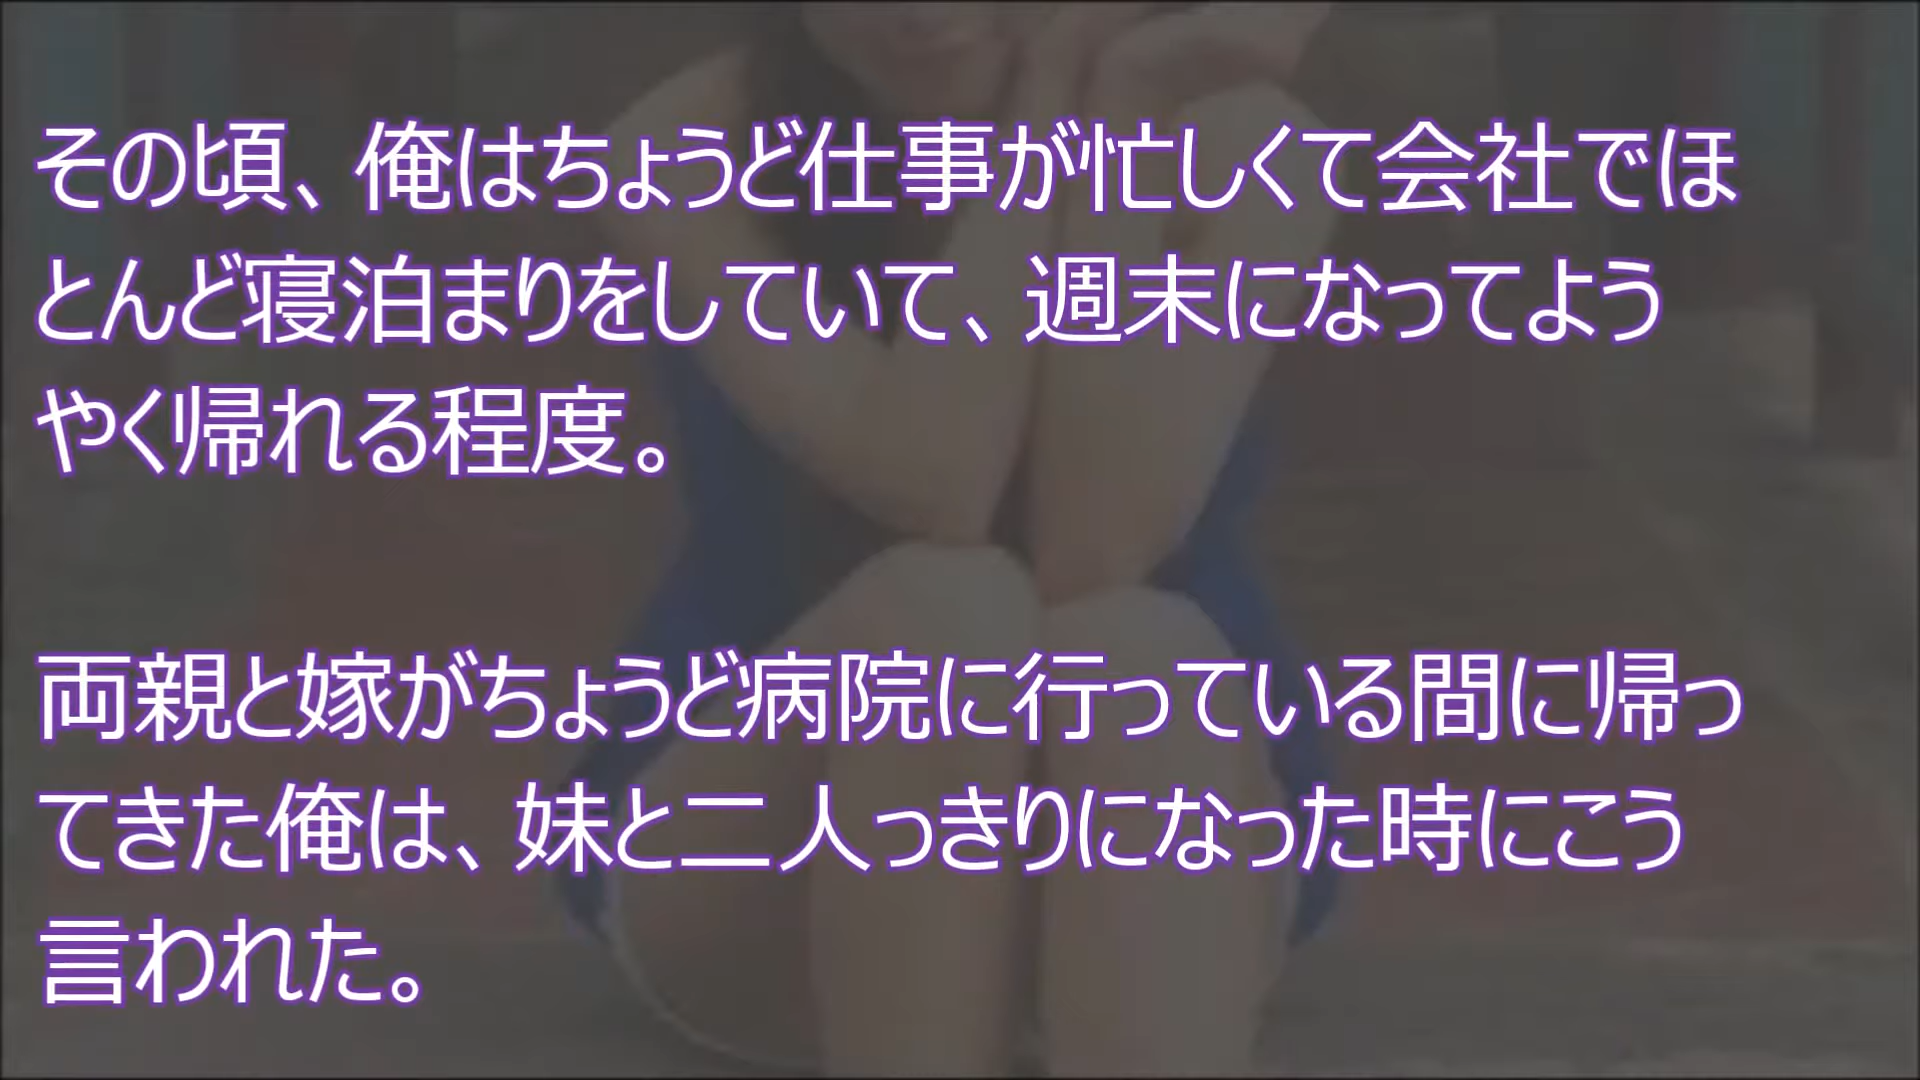 その頃、俺はちょうど仕事が忙しくて会社でほ
とんど寝泊まりをしていて、週末になってよう
やく帰れる程度。
両親と嫁がちょうど病院に行っている間に帰っ
てきた俺は、妹と二人っきりになった時にこう
言われた。